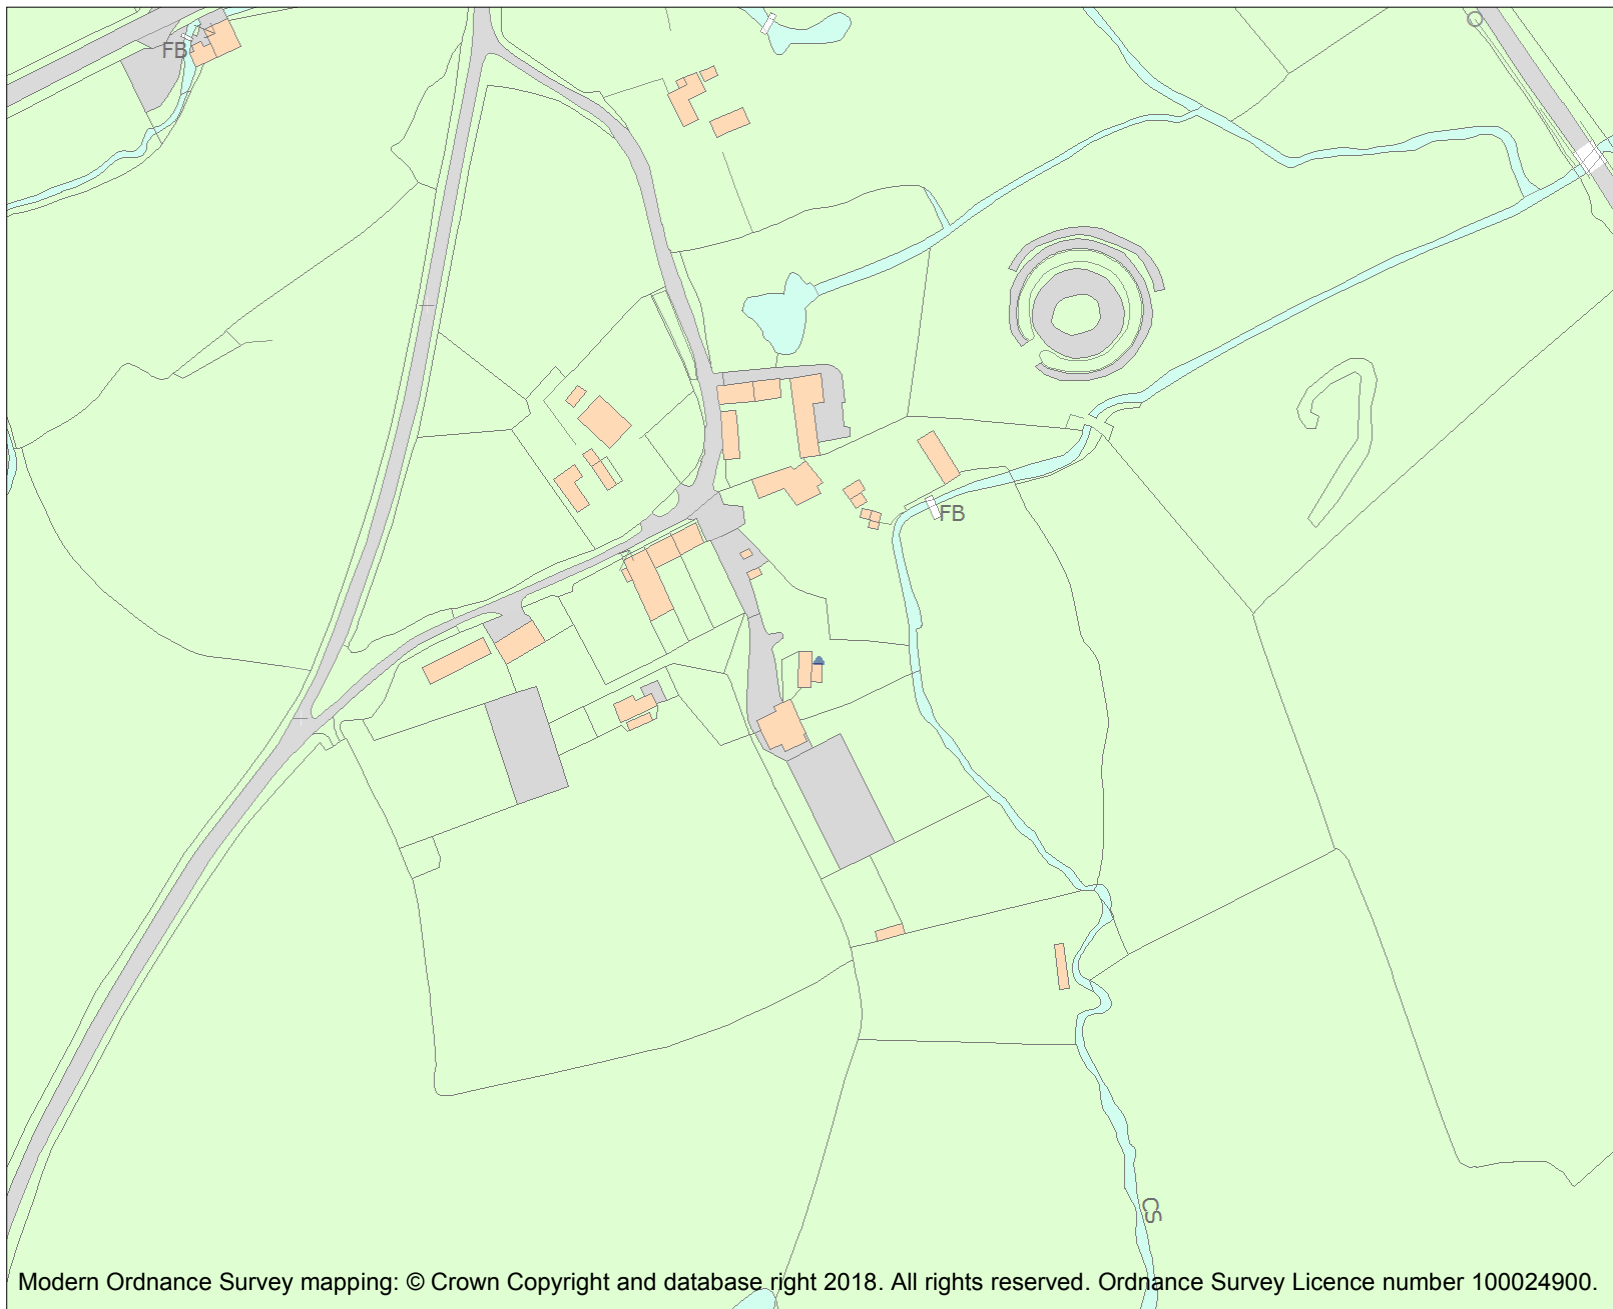 FB
FB
CS
Modern Ordnance Survey mapping: © Crown Copyright and database right 2018. All rights reserved. Ordnance Survey Licence number 100024900.